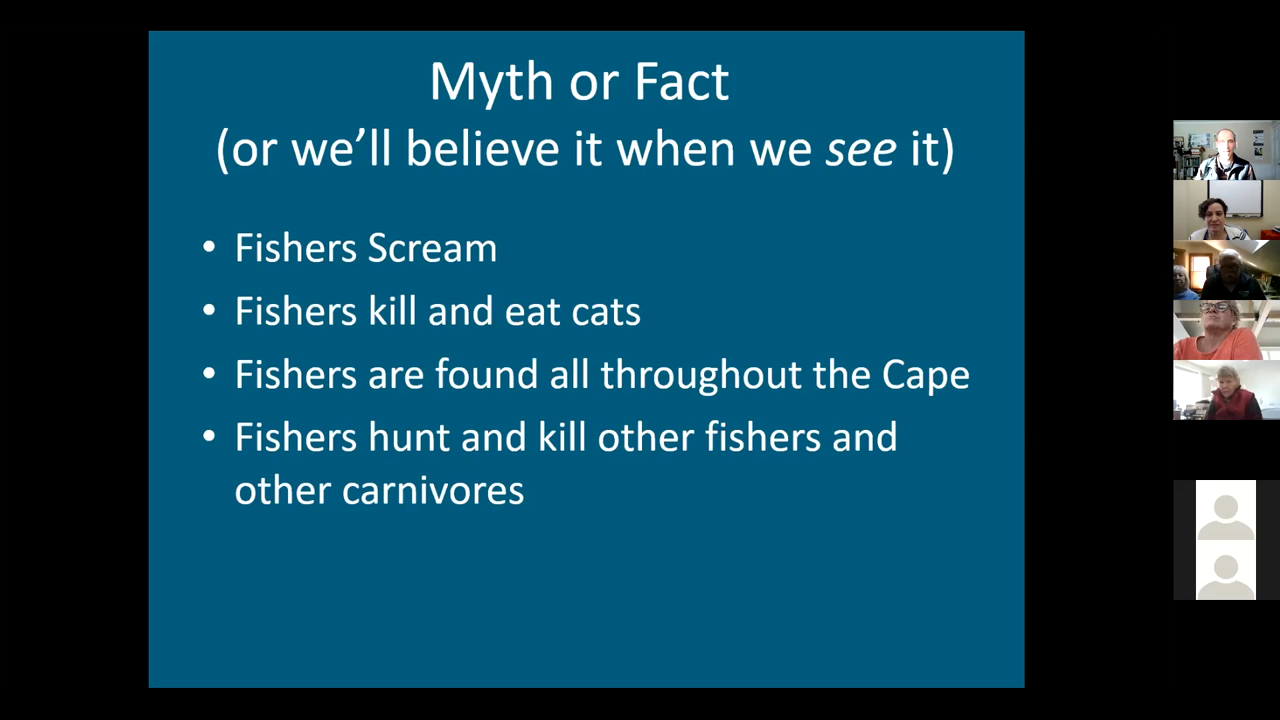 Myth or Fact
(or we’ll believe it when we see it)
• Fishers Scream
• Fishers kill and eat cats
• Fishers are found all throughout the Cape
• Fishers hunt and kill other fishers and
other carnivores